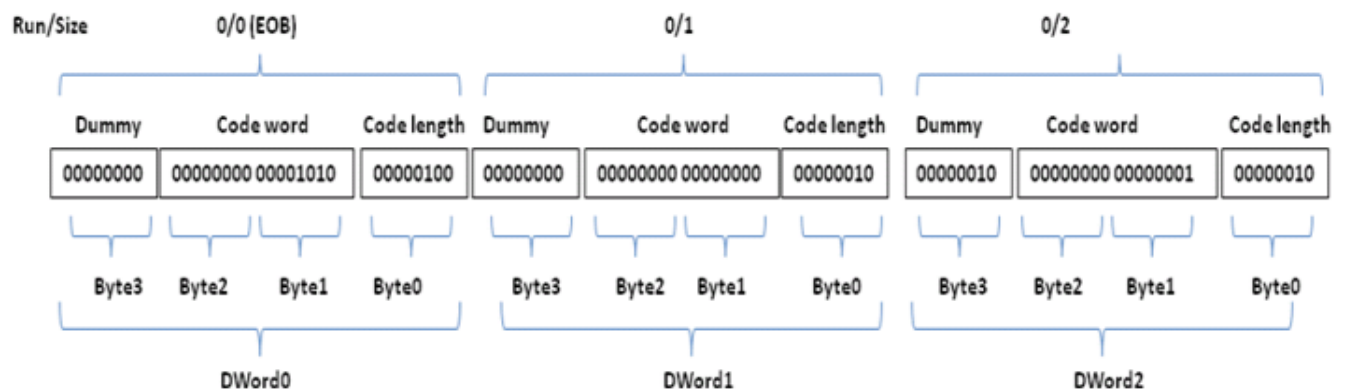 Run/Size 0/0 (EOB) 0/1 0/2
Dummy Code word Code length Dummy Code word Code length Dummy Code word Code length
00000000 00000000 00001010 00000100 00000000 00000000 00000000 00000010 00000010 00000000 00000001 00000010
Byte3 Byte2 Byte1 Byte0 Byte3 Byte2 Byte1 Byte0 Byte3 Byte2 Byte1 Byte0
DWord0 DWord1 DWord2